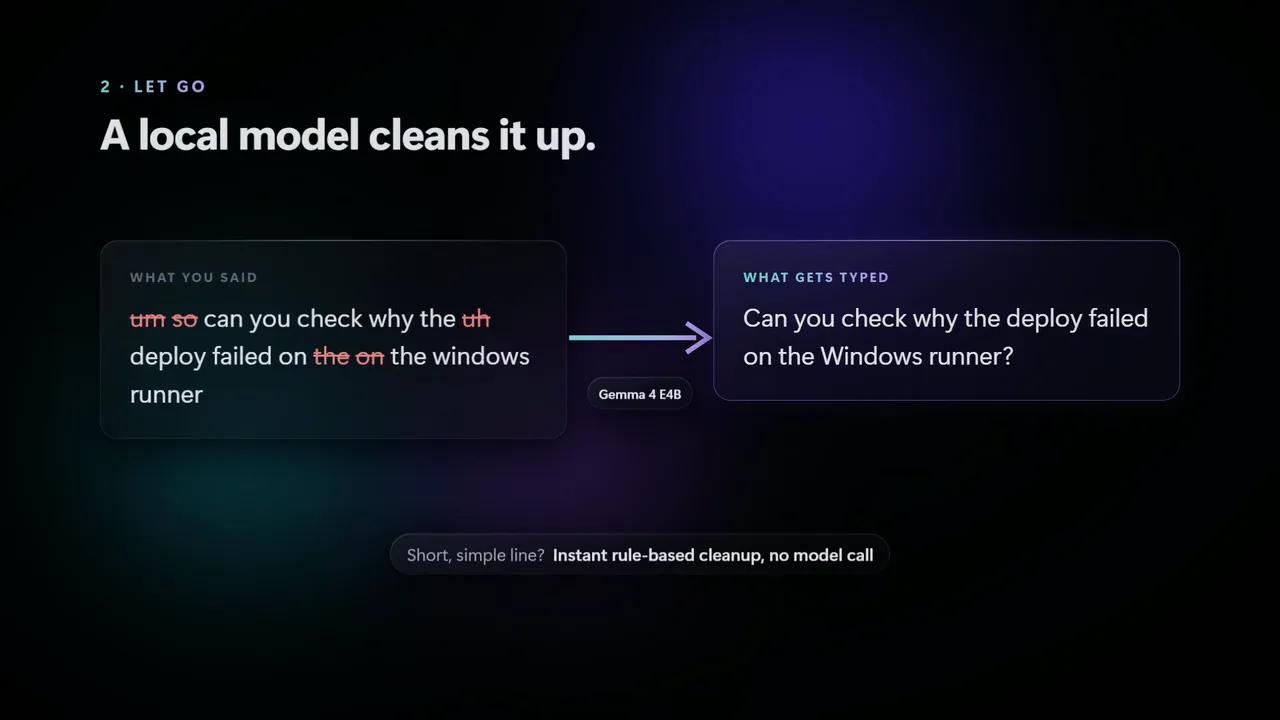 2 · LET GO
A local model cleans it up.
WHAT YOU SAID
um so can you check why the uh
deploy failed on the on the windows
runner
Gemma 4 E4B
WHAT GETS TYPED
Can you check why the deploy failed
on the Windows runner?
Short, simple line? Instant rule-based cleanup, no model call